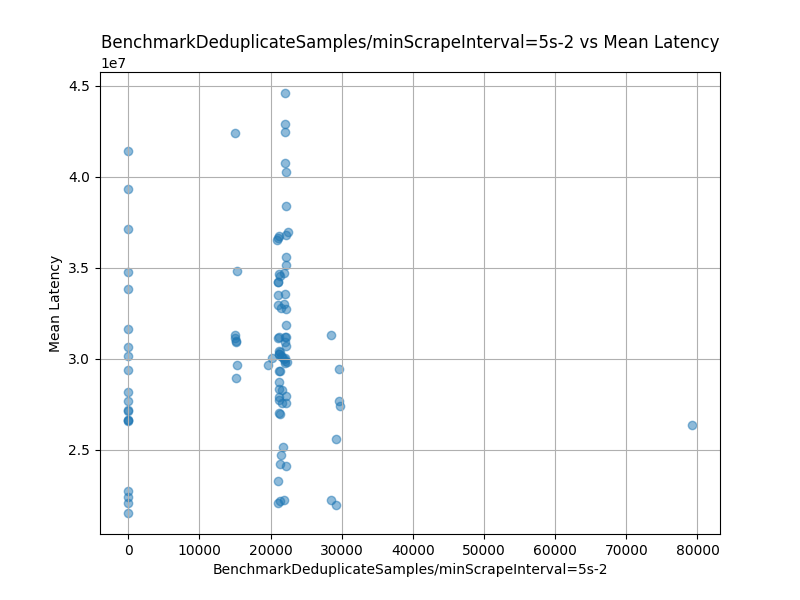 BenchmarkDeduplicateSamples/minScrapeInterval=5s-2 vs Mean Latency
1e7
4.5
4.0
3.5
3.0
2.5
Mean Latency
0 10000 20000 30000 40000 50000 60000 70000 80000
BenchmarkDeduplicateSamples/minScrapeInterval=5s-2